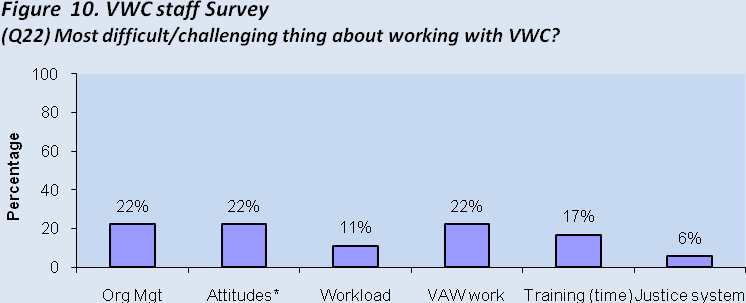 Figure 10. VWC staff Survey
(Q22) Most difficult/challenging thing about working with VWC?
100
80
60
40
20
0
Percentage
22%
22%
11%
22%
17%
6%
Org Mgt
Attitudes*
Workload
VAW work
Training (time)
Justice system